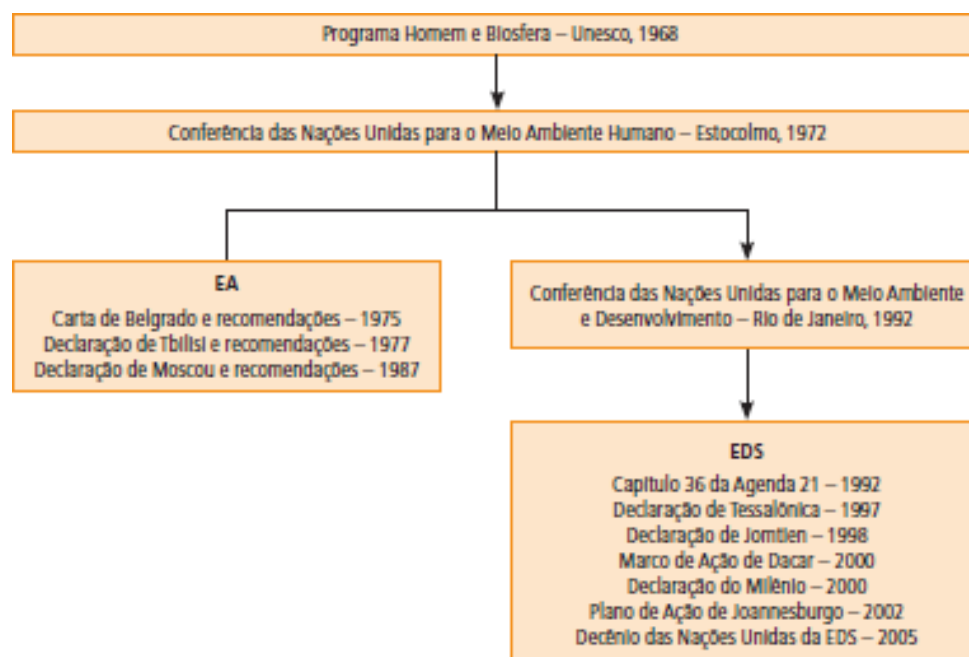 Programa Homem e Biosfera – Unesco, 1968
Conferência das Nações Unidas para o Meio Ambiente Humano – Estocolmo, 1972
EA
Carta de Belgrado e recomendações – 1975
Declaração de Tbilisi e recomendações – 1977
Declaração de Moscou e recomendações – 1987
Conferência das Nações Unidas para o Meio Ambiente
e Desenvolvimento – Rio de Janeiro, 1992
EDS
Capítulo 36 da Agenda 21 – 1992
Declaração de Tessalônica – 1997
Declaração de Jomtien – 1998
Marco de Ação de Dacar – 2000
Declaração do Milênio – 2000
Plano de Ação de Joannesburgo – 2002
Decênio das Nações Unidas da EDS – 2005